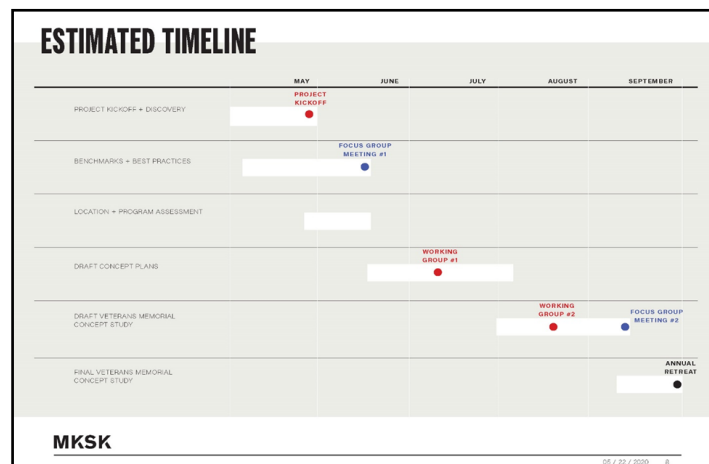 ESTIMATED TIMELINE
MAY JUNE JULY AUGUST SEPTEMBER
PROJECT KICKOFF + DISCOVERY
PROJECT
KICKOFF
BENCHMARKS + BEST PRACTICES
FOCUS GROUP
MEETING #1
LOCATION + PROGRAM ASSESSMENT
DRAFT CONCEPT PLANS
WORKING
GROUP #1
DRAFT VETERANS MEMORIAL
CONCEPT STUDY
WORKING
GROUP #2
FOCUS GROUP
MEETING #2
FINAL VETERANS MEMORIAL
CONCEPT STUDY
ANNUAL
RETREAT
MKSK
05 / 22 / 2020 6